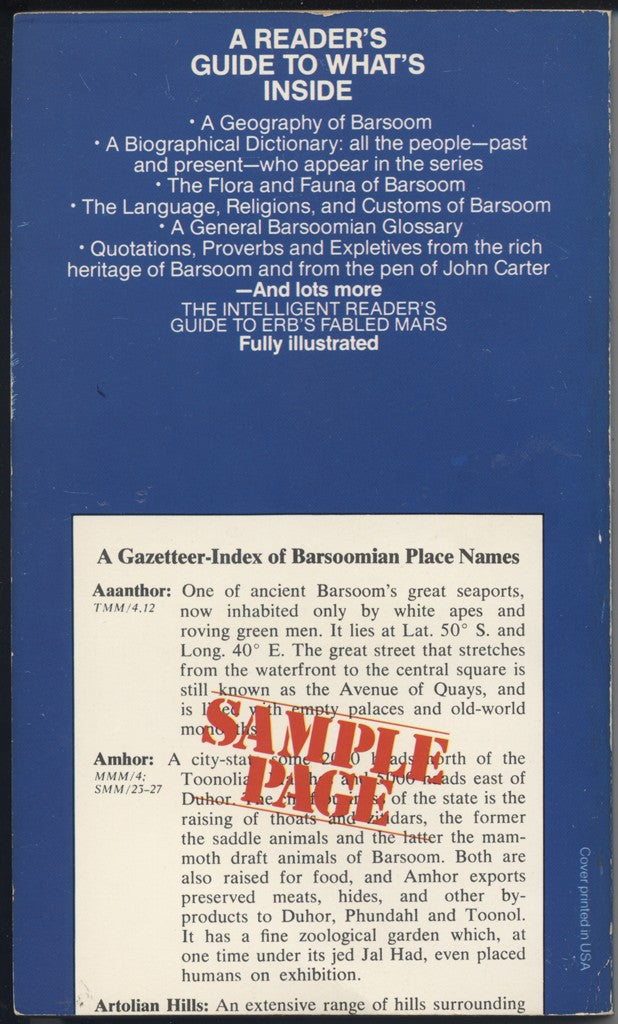 A READER'S
GUIDE TO WHAT'S
INSIDE
• A Geography of Barsoom
• A Biographical Dictionary: all the people—past
and present—who appear in the series
• The Flora and Fauna of Barsoom
• The Language, Religions, and Customs of Barsoom
• A General Barsoomian Glossary
• Quotations, Proverbs and Expletives from the rich
heritage of Barsoom and from the pen of John Carter
—And lots more
THE INTELLIGENT READER'S
GUIDE TO ERB'S FABLED MARS
Fully illustrated
A Gazetteer-Index of Barsoomian Place Names
Aaanthor: One of ancient Barsoom's great seaports,
TMM/4,12 now inhabited only by white apes and
roving green men. It lies at Lat. 50° S. and
Long. 40° E. The great street that stretches
from the waterfront to the central square is
still known as the Avenue of Quays, and
is lined with empty palaces and old-world
monoliths.
SAMPLE
PAGE
Amhor: A city-state some haads north of the
MMM/4; Toonolian and haads east of
SMM/23–27 Duhor. The chief business of the state is the
raising of thoats and zitidars, the former
the saddle animals and the latter the mam-
moth draft animals of Barsoom. Both are
also raised for food, and Amhor exports
preserved meats, hides, and other by-
products to Duhor, Phundahl and Toonol.
It has a fine zoological garden which, at
one time under its jed Jal Had, even placed
humans on exhibition.
Artolian Hills: An extensive range of hills surrounding
Cover printed in USA